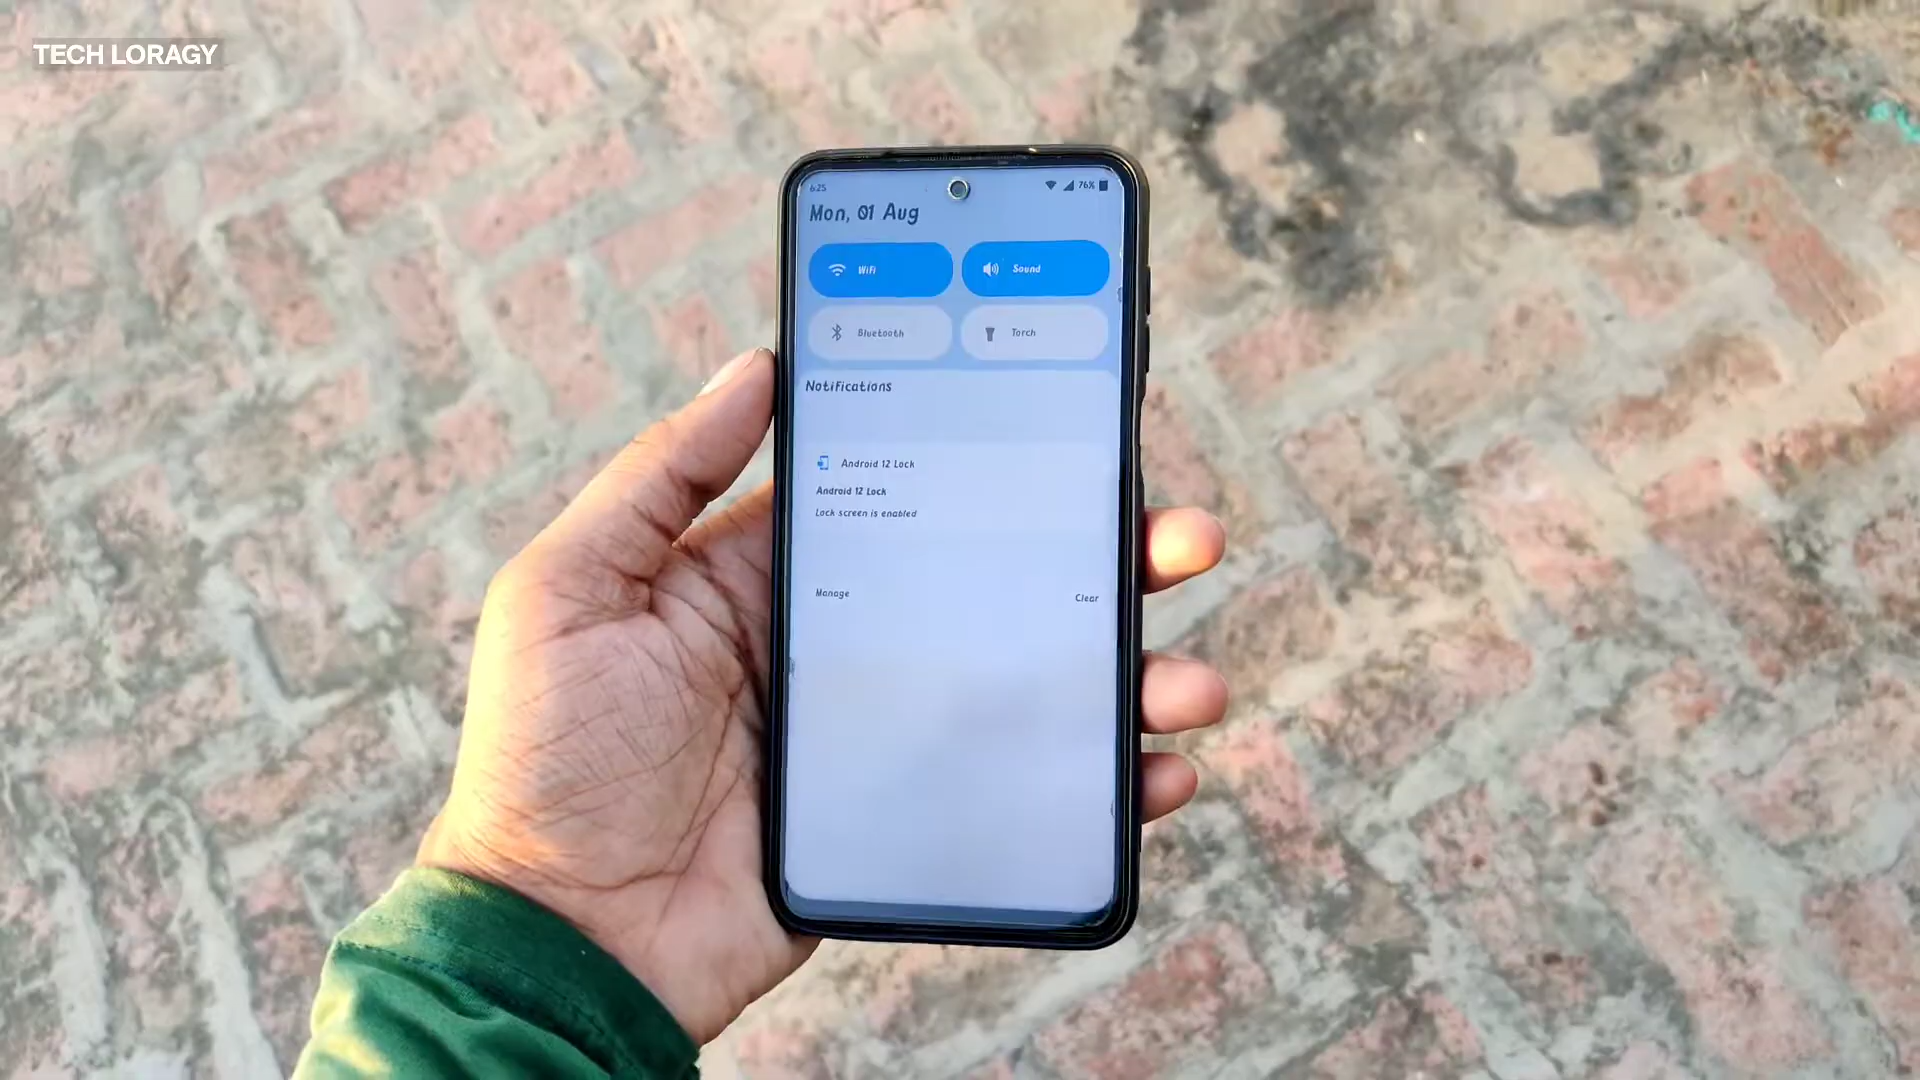 TECH LORAGY
6:25
76%
Mon, 01 Aug
Wifi
Sound
Bluetooth
Torch
Notifications
Android 12 Lock
Android 12 Lock
Lock screen is enabled
Manage
Clear